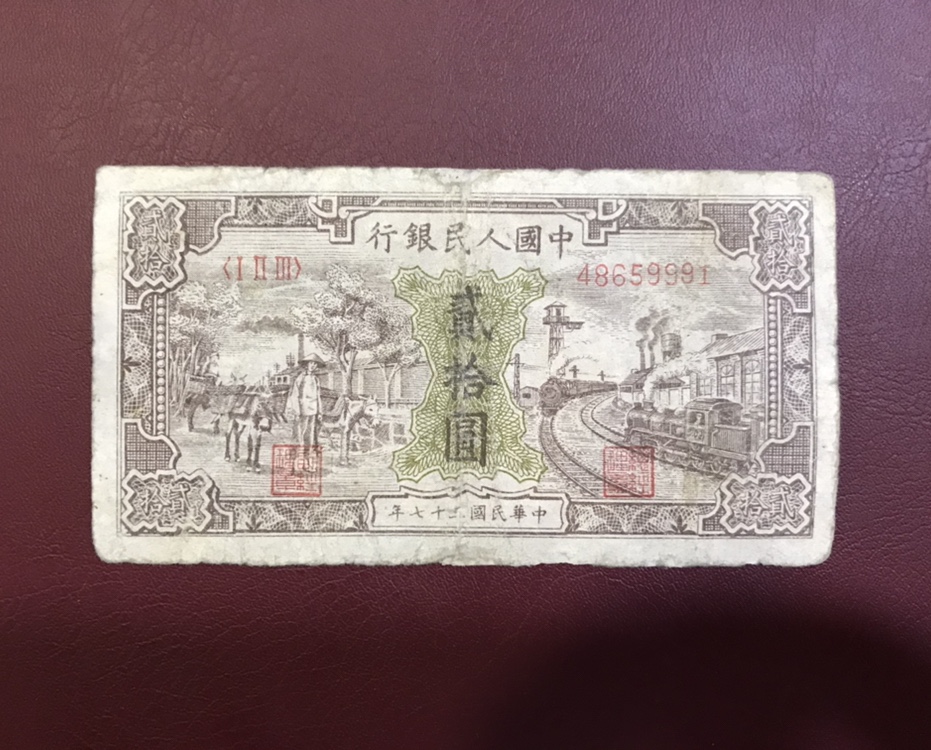 中國人民銀行
貳拾
貳拾
〈I II III〉
48659991
貳拾圓
貳拾
貳拾
中華民國三十七年